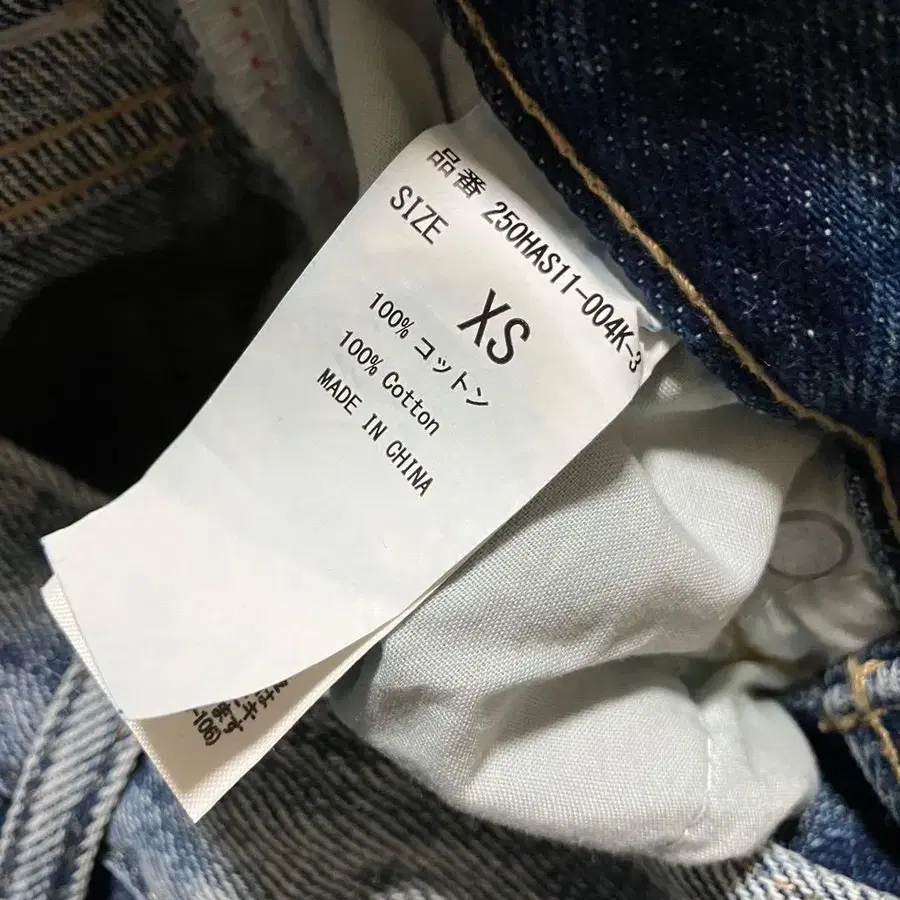 品番 250HAS11-004K-3
SIZE
XS
100% コットン
100% Cotton
MADE IN CHINA